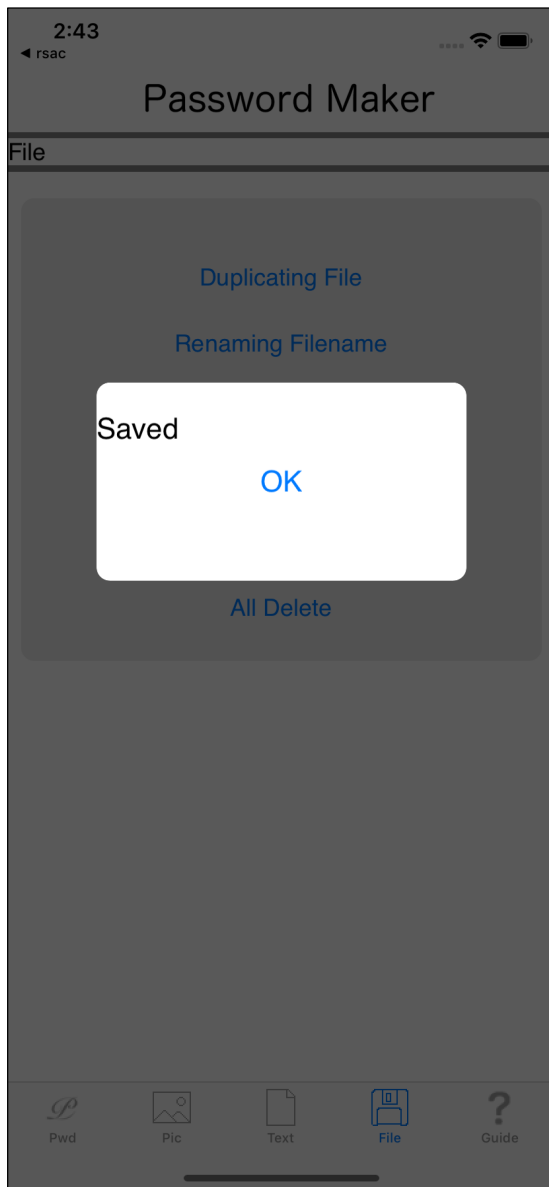 2:43
◀ rsac
Password Maker
File
Duplicating File
Renaming Filename
Saved
OK
All Delete
Pwd
Pic
Text
File
Guide